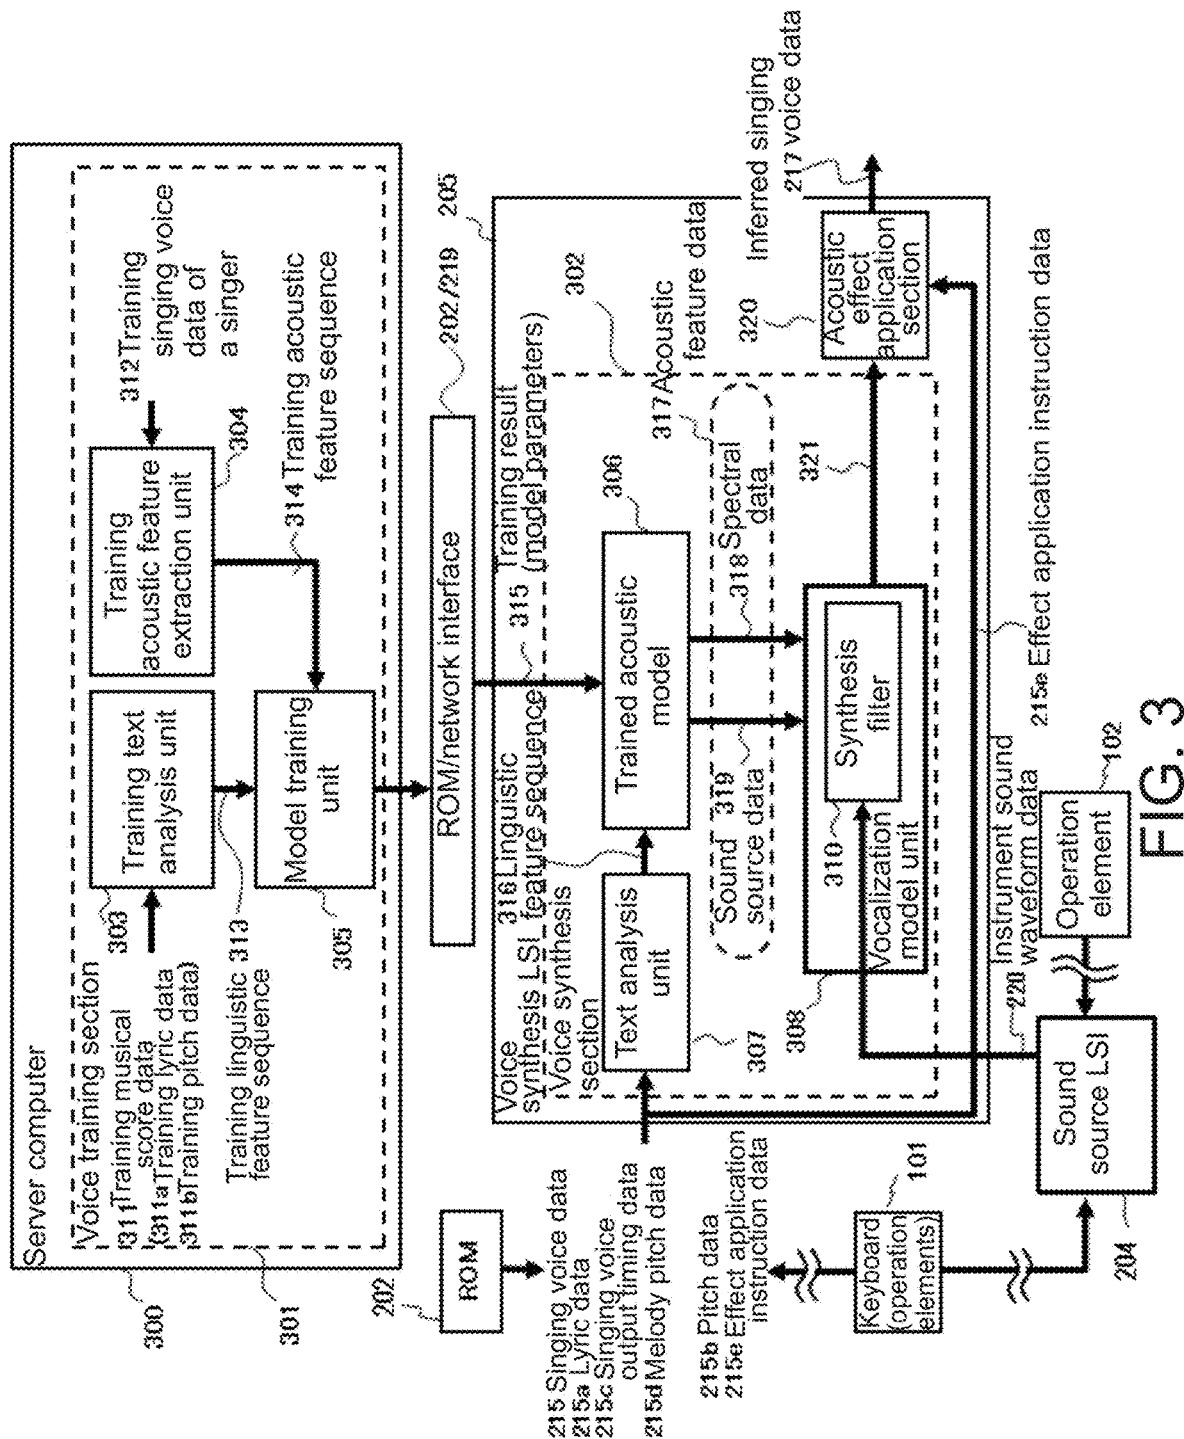 Server computer
300
Voice training section
301
311 Training musical
score data
(311a Training lyric data
311b Training pitch data)
303
Training text
analysis unit
Training linguistic 313
feature sequence
Training
acoustic feature
extraction unit
304
312 Training
singing voice
data of
a singer
314 Training acoustic
feature sequence
305
Model training
unit
202
ROM
ROM/network interface
202/219
215 Singing voice data
215a Lyric data
215c Singing voice
output timing data
215d Melody pitch data
215b Pitch data
215e Effect application
instruction data
Voice
synthesis LSI
205
Voice synthesis
section
302
316 Linguistic
feature sequence
315
Training result
(model parameters)
Text analysis
unit
307
Trained acoustic
model
306
317 Acoustic
feature data
Sound 319
source data
318 Spectral
data
308
Vocalization
model unit
310
Synthesis
filter
321
320
Acoustic
effect
application
section
Inferred singing
217 voice data
215e Effect application instruction data
220
Instrument sound
waveform data
Keyboard
(operation
elements)
101
Sound
source LSI
204
Operation
element
102
FIG. 3